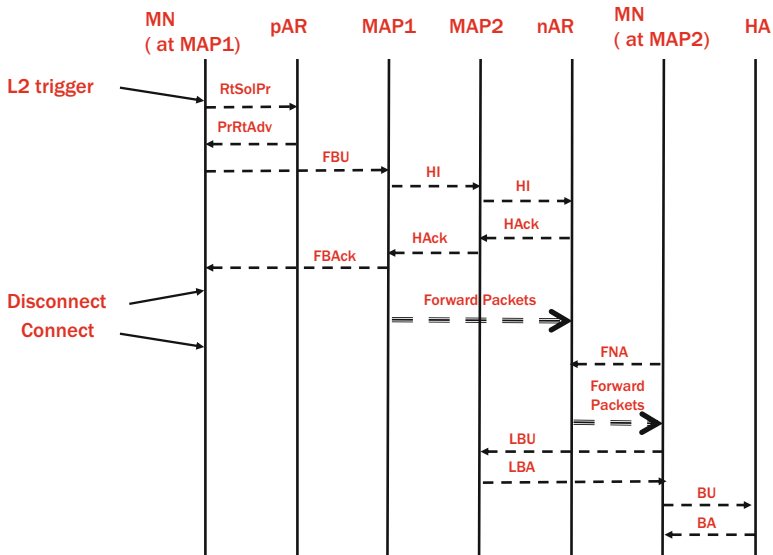 MN
( at MAP1)
pAR
MAP1
MAP2
nAR
MN
( at MAP2)
HA
L2 trigger
RtSolPr
PrRtAdv
FBU
HI
HI
HAck
HAck
FBAck
Disconnect
Connect
Forward Packets
FNA
Forward
Packets
LBU
LBA
BU
BA